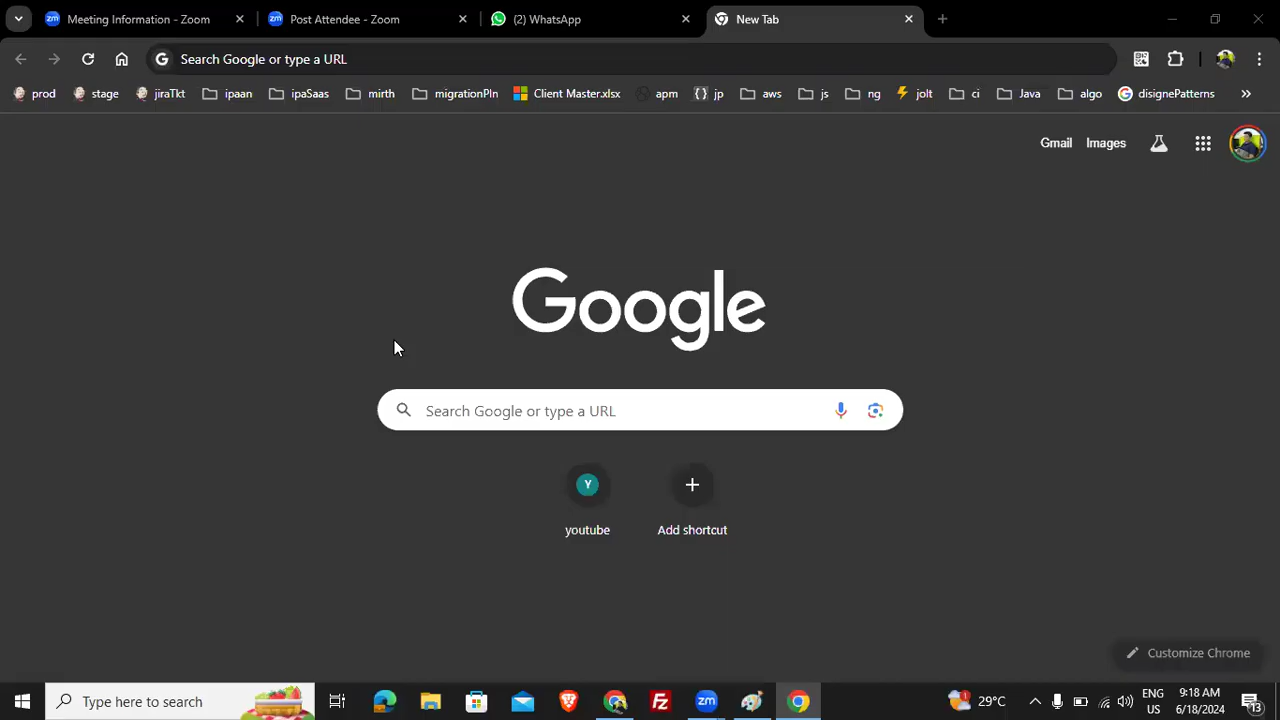 Meeting Information - Zoom
Post Attendee - Zoom
(2) WhatsApp
New Tab
Search Google or type a URL
prod
stage
jiraTkt
ipaan
ipaSaas
mirth
migrationPln
Client Master.xlsx
apm
{} jp
aws
js
ng
jolt
ci
Java
algo
disignePatterns
»
Gmail
Images
Google
Search Google or type a URL
Y
youtube
Add shortcut
Customize Chrome
Type here to search
29°C
ENG
US
9:18 AM
6/18/2024
13